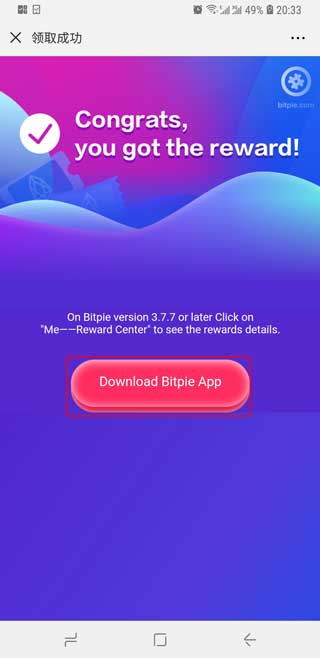 49% 20:33
领取成功
bitpie.com
Congrats,
you got the reward!
On Bitpie version 3.7.7 or later Click on
"Me——Reward Center" to see the rewards details.
Download Bitpie App